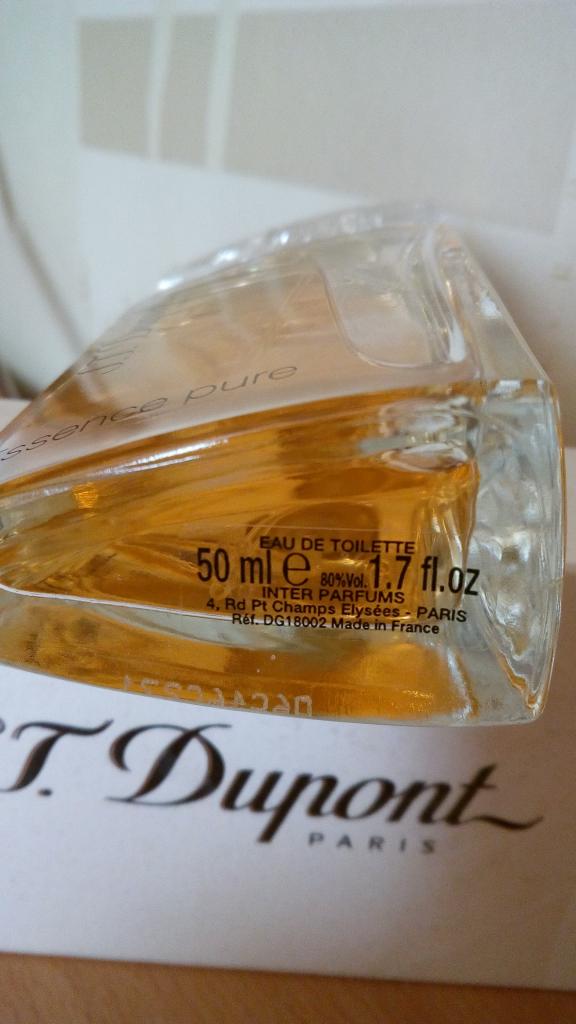 essence pure
EAU DE TOILETTE
50 ml ℮ 80%Vol. 1.7 fl.oz
INTER PARFUMS
4, Rd Pt Champs Elysées - PARIS
Réf. DG18002 Made in France
S.T. Dupont
PARIS